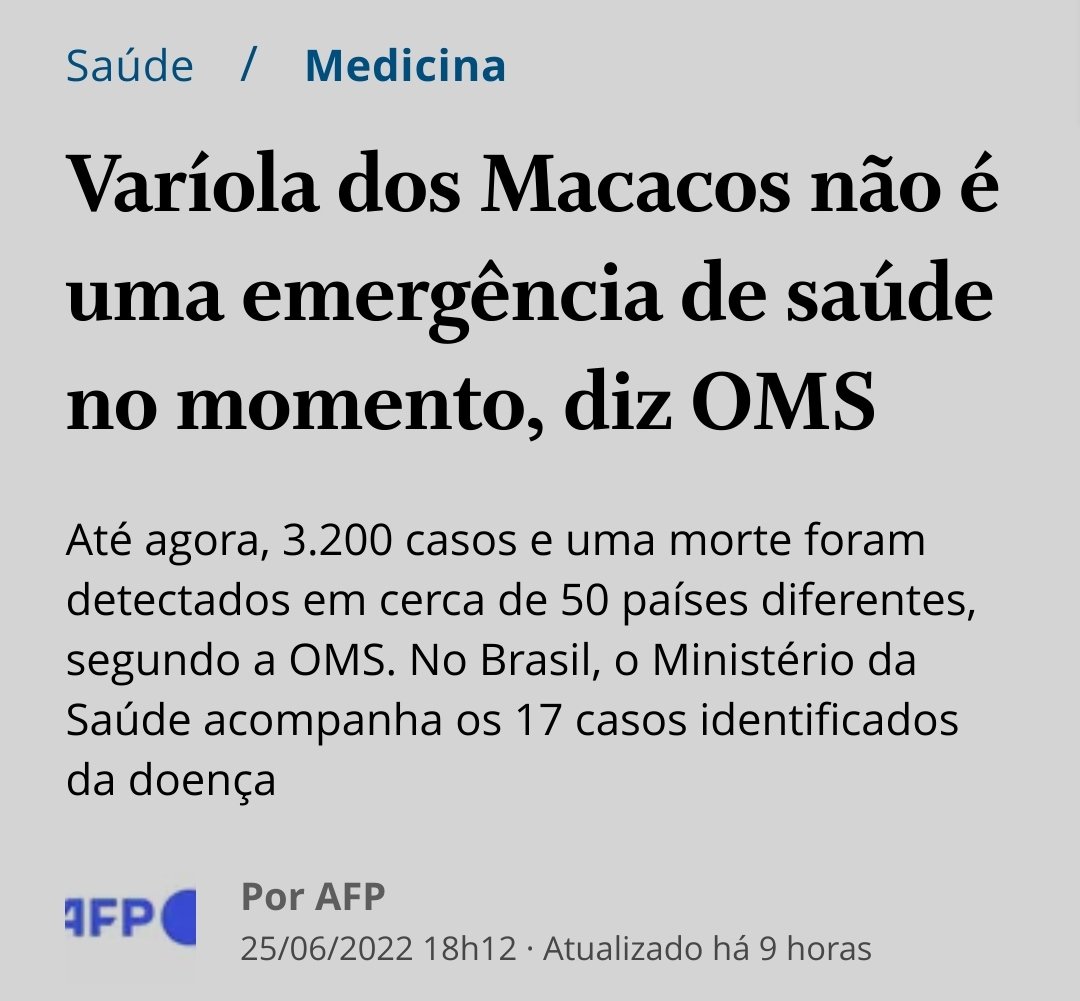 Saúde / Medicina
Varíola dos Macacos não é
uma emergência de saúde
no momento, diz OMS
Até agora, 3.200 casos e uma morte foram
detectados em cerca de 50 países diferentes,
segundo a OMS. No Brasil, o Ministério da
Saúde acompanha os 17 casos identificados
da doença
AFP
Por AFP
25/06/2022 18h12 · Atualizado há 9 horas